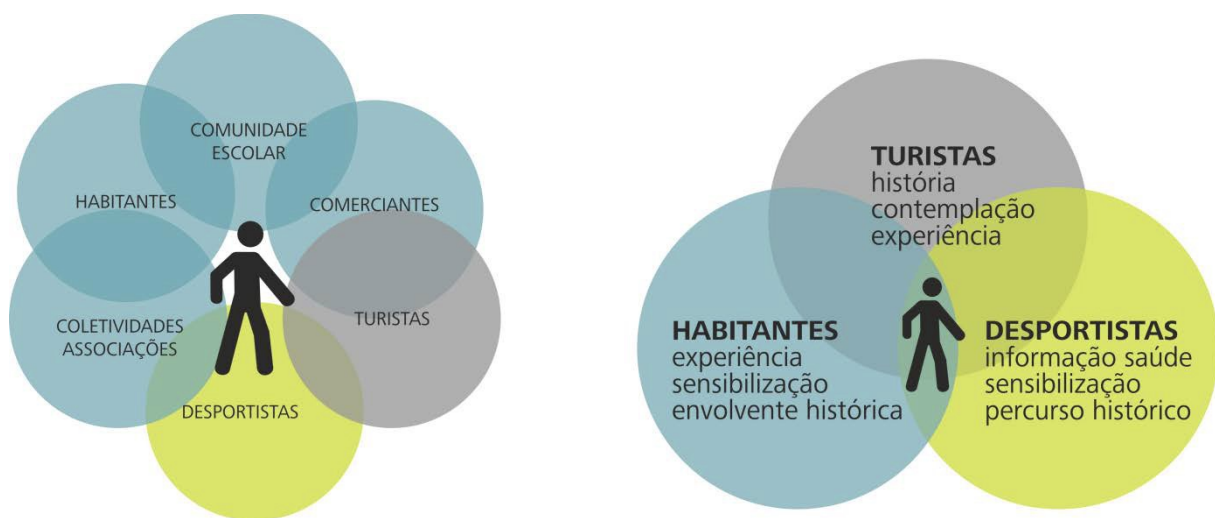 COMUNIDADE
ESCOLAR
HABITANTES
COMERCIANTES
COLETIVIDADES
ASSOCIAÇÕES
TURISTAS
DESPORTISTAS
TURISTAS
história
contemplação
experiência
HABITANTES
experiência
sensibilização
envolvente histórica
DESPORTISTAS
informação saúde
sensibilização
percurso histórico